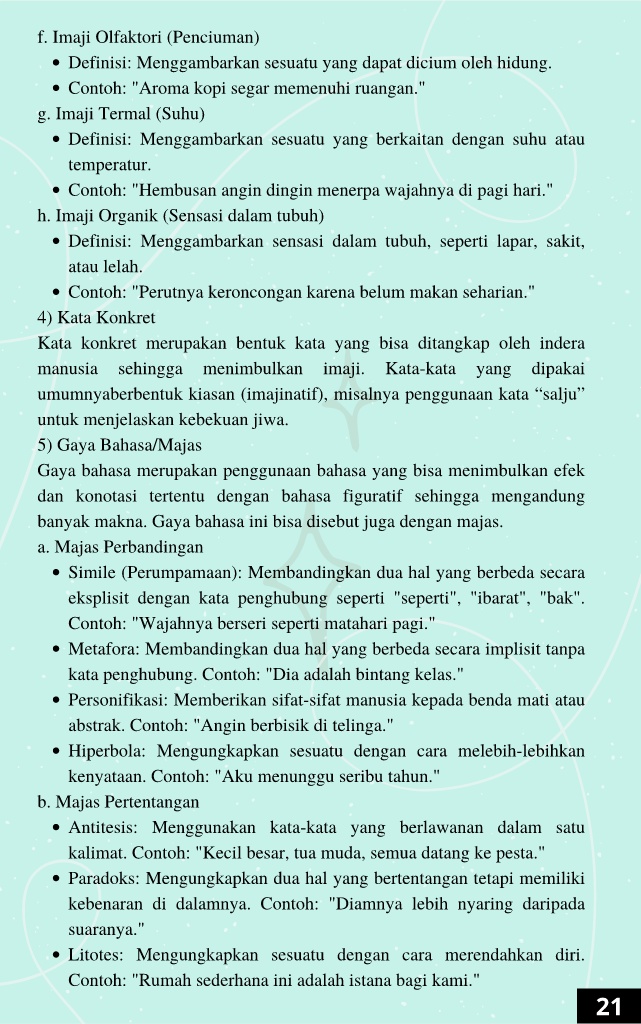 f. Imaji Olfaktori (Penciuman)
• Definisi: Menggambarkan sesuatu yang dapat dicium oleh hidung.
• Contoh: "Aroma kopi segar memenuhi ruangan."
g. Imaji Termal (Suhu)
• Definisi: Menggambarkan sesuatu yang berkaitan dengan suhu atau
temperatur.
• Contoh: "Hembusan angin dingin menerpa wajahnya di pagi hari."
h. Imaji Organik (Sensasi dalam tubuh)
• Definisi: Menggambarkan sensasi dalam tubuh, seperti lapar, sakit,
atau lelah.
• Contoh: "Perutnya keroncongan karena belum makan seharian."
4) Kata Konkret
Kata konkret merupakan bentuk kata yang bisa ditangkap oleh indera
manusia sehingga menimbulkan imaji. Kata-kata yang dipakai
umumnyaberbentuk kiasan (imajinatif), misalnya penggunaan kata “salju”
untuk menjelaskan kebekuan jiwa.
5) Gaya Bahasa/Majas
Gaya bahasa merupakan penggunaan bahasa yang bisa menimbulkan efek
dan konotasi tertentu dengan bahasa figuratif sehingga mengandung
banyak makna. Gaya bahasa ini bisa disebut juga dengan majas.
a. Majas Perbandingan
• Simile (Perumpamaan): Membandingkan dua hal yang berbeda secara
eksplisit dengan kata penghubung seperti "seperti", "ibarat", "bak".
Contoh: "Wajahnya berseri seperti matahari pagi."
• Metafora: Membandingkan dua hal yang berbeda secara implisit tanpa
kata penghubung. Contoh: "Dia adalah bintang kelas."
• Personifikasi: Memberikan sifat-sifat manusia kepada benda mati atau
abstrak. Contoh: "Angin berbisik di telinga."
• Hiperbola: Mengungkapkan sesuatu dengan cara melebih-lebihkan
kenyataan. Contoh: "Aku menunggu seribu tahun."
b. Majas Pertentangan
• Antitesis: Menggunakan kata-kata yang berlawanan dalam satu
kalimat. Contoh: "Kecil besar, tua muda, semua datang ke pesta."
• Paradoks: Mengungkapkan dua hal yang bertentangan tetapi memiliki
kebenaran di dalamnya. Contoh: "Diamnya lebih nyaring daripada
suaranya."
• Litotes: Mengungkapkan sesuatu dengan cara merendahkan diri.
Contoh: "Rumah sederhana ini adalah istana bagi kami."
21